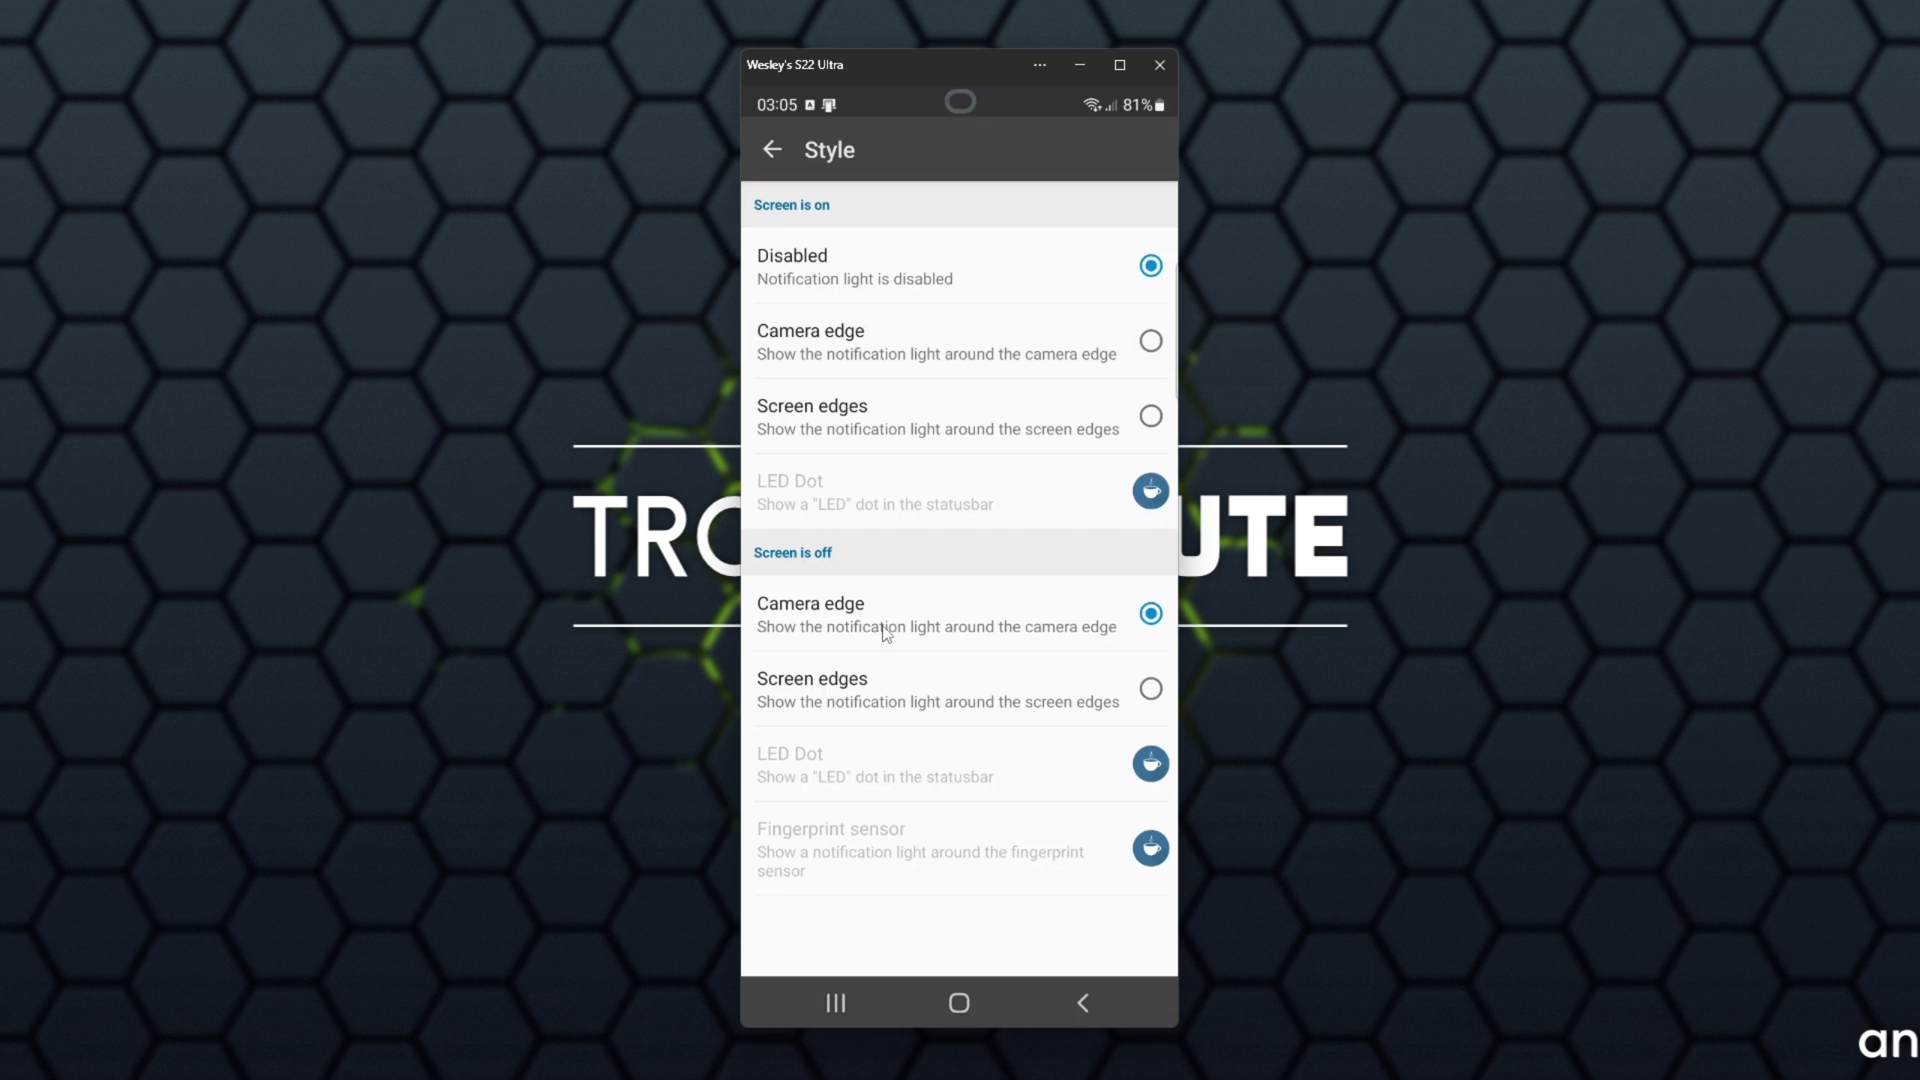 Wesley's S22 Ultra
03:05
81%
Style
Screen is on
Disabled
Notification light is disabled
Camera edge
Show the notification light around the camera edge
Screen edges
Show the notification light around the screen edges
LED Dot
Show a "LED" dot in the statusbar
TRO UTE
Screen is off
Camera edge
Show the notification light around the camera edge
Screen edges
Show the notification light around the screen edges
LED Dot
Show a "LED" dot in the statusbar
Fingerprint sensor
Show a notification light around the fingerprint
sensor
an